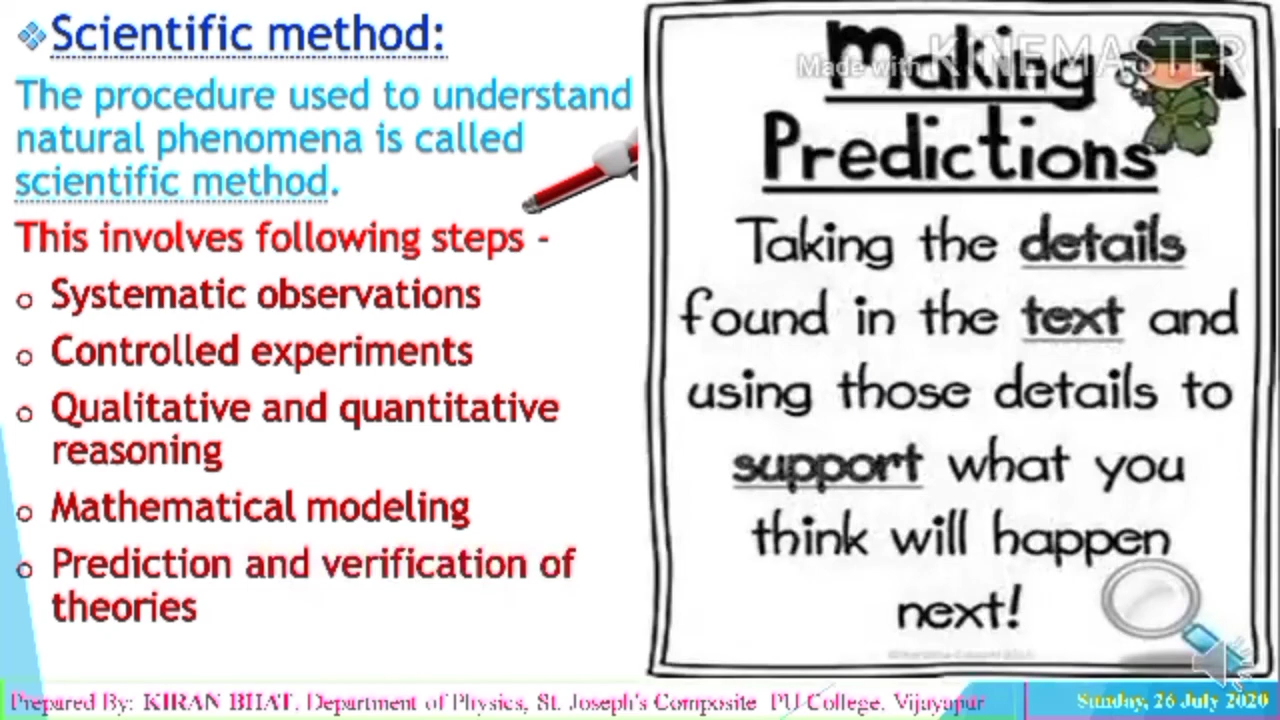 Scientific method:
The procedure used to understand
natural phenomena is called
scientific method.
This involves following steps -
Systematic observations
Controlled experiments
Qualitative and quantitative
reasoning
Mathematical modeling
Prediction and verification of
theories
Made with KINEMASTER
Making
Predictions
Taking the details
found in the text and
using those details to
support what you
think will happen
next!
Prepared By: KIRAN BHAT, Department of Physics, St. Joseph's Composite PU College, Vijayapur
Sunday, 26 July 2020